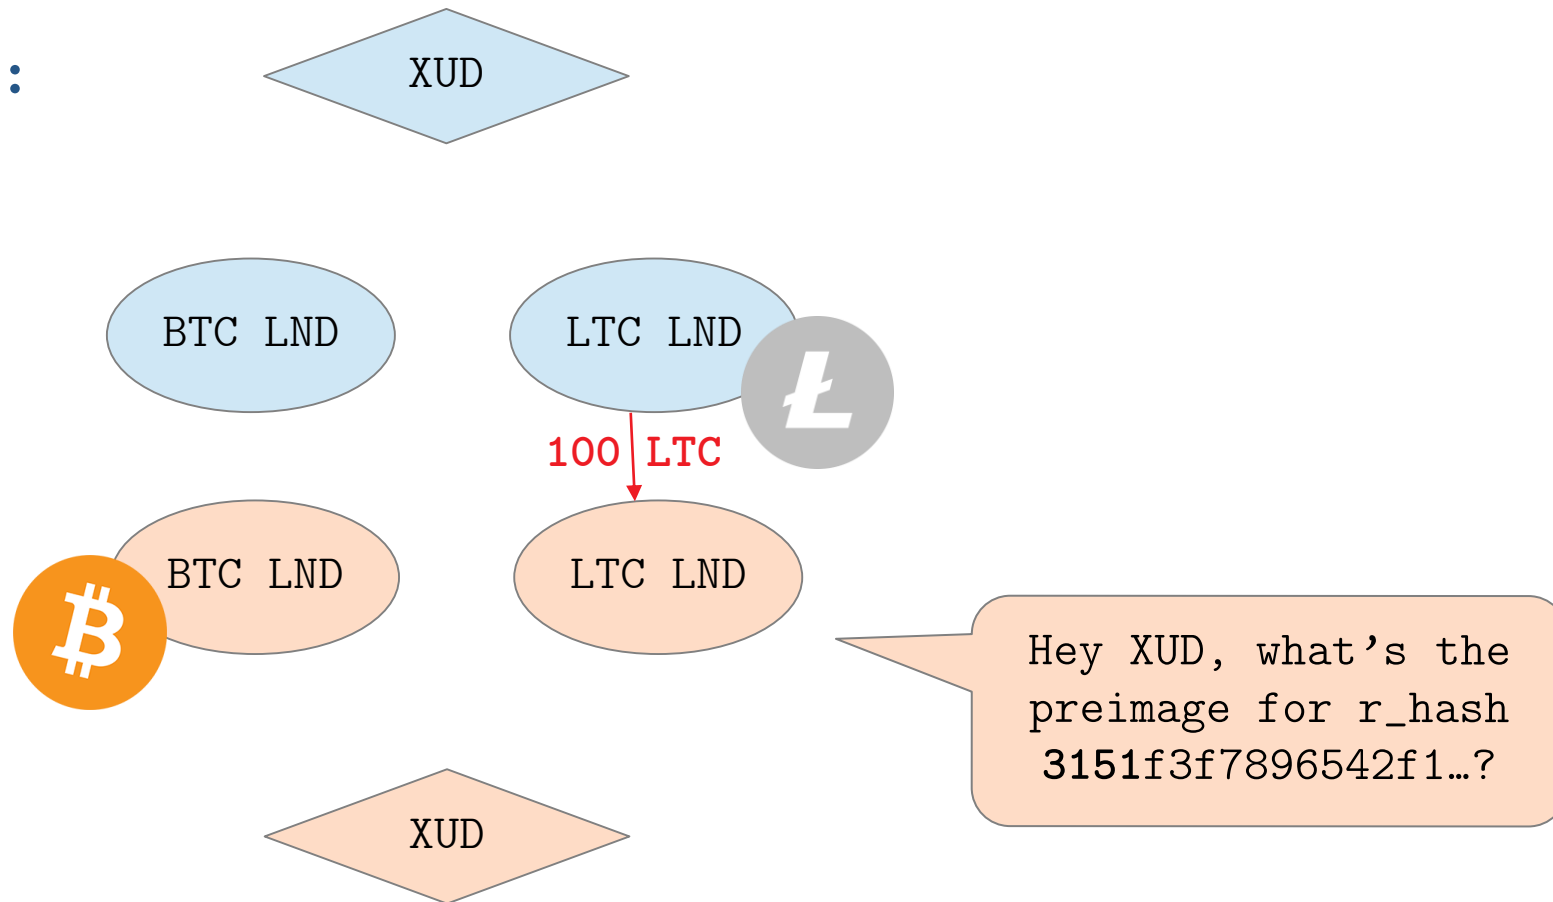 :
XUD
BTC LND
LTC LND
100 LTC
BTC LND
LTC LND
Hey XUD, what’s the
preimage for r_hash
3151f3f7896542f1…?
XUD